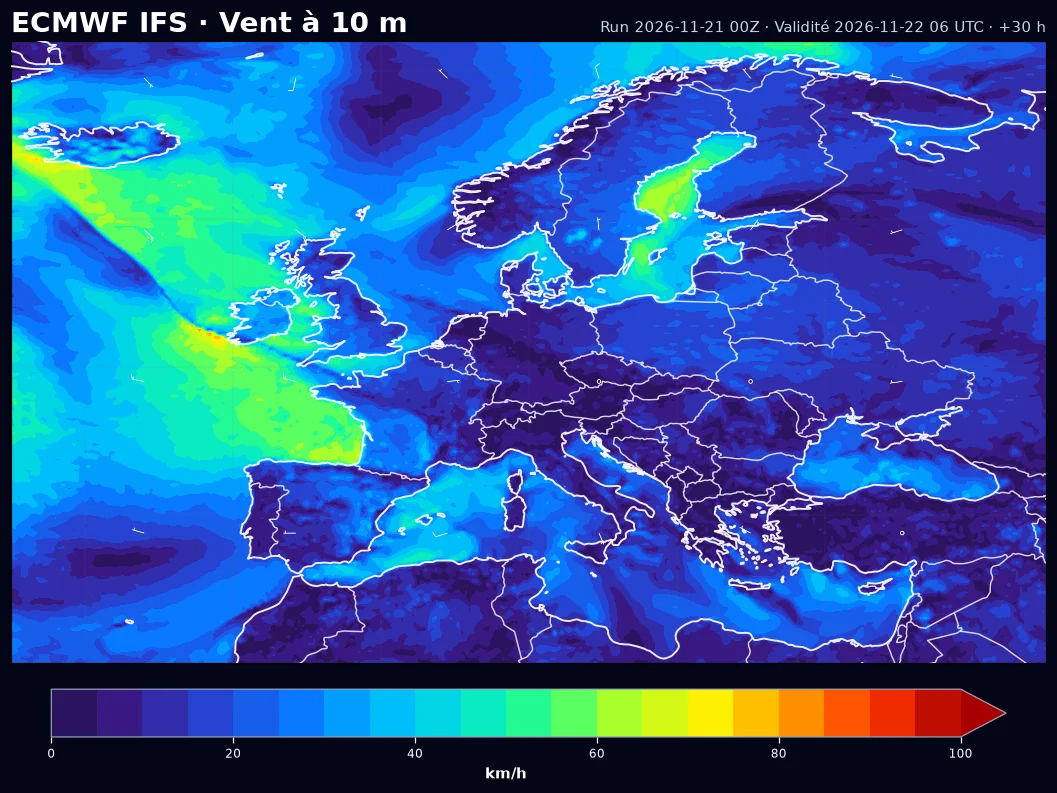 ECMWF IFS · Vent à 10 m
Run 2026-11-21 00Z · Validité 2026-11-22 06 UTC · +30 h
0 20 40 60 80 100
km/h